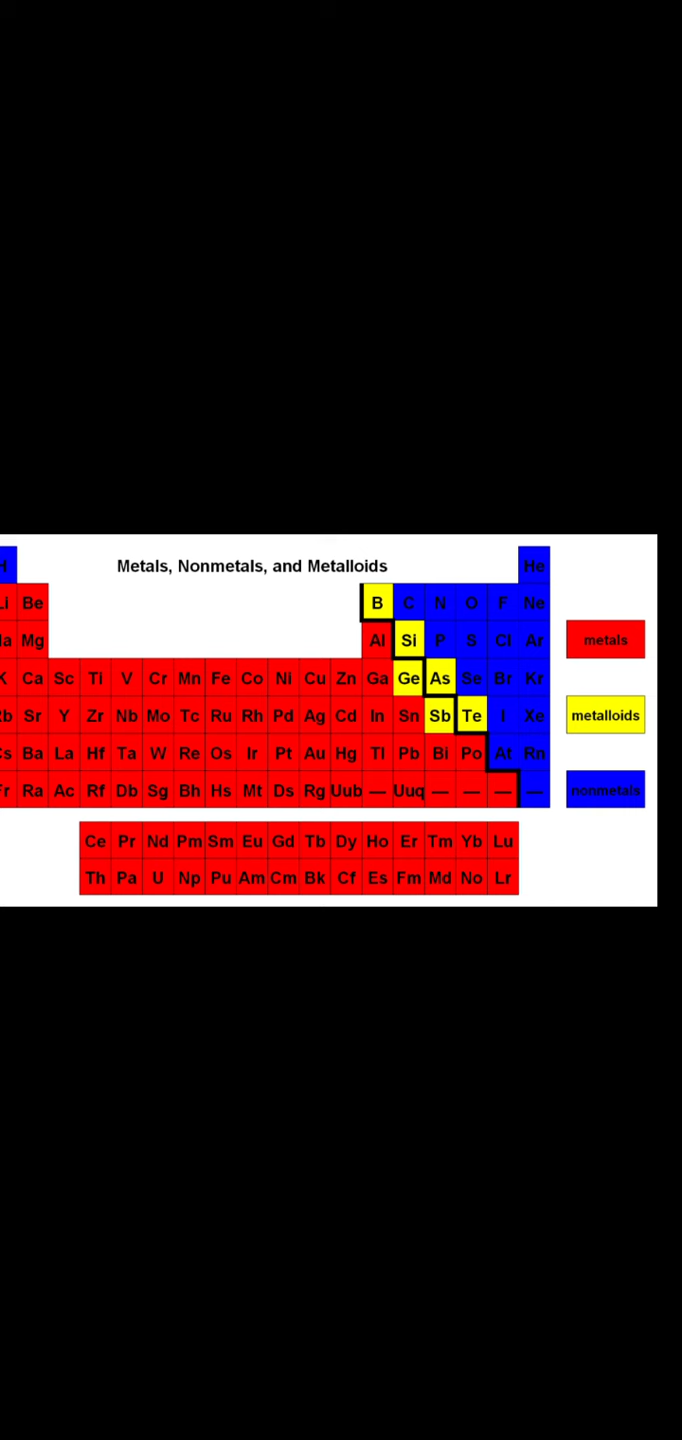 H Metals, Nonmetals, and Metalloids He
Li Be B C N O F Ne
Na Mg Al Si P S Cl Ar metals
K Ca Sc Ti V Cr Mn Fe Co Ni Cu Zn Ga Ge As Se Br Kr
Rb Sr Y Zr Nb Mo Tc Ru Rh Pd Ag Cd In Sn Sb Te I Xe metalloids
Cs Ba La Hf Ta W Re Os Ir Pt Au Hg Tl Pb Bi Po At Rn
Fr Ra Ac Rf Db Sg Bh Hs Mt Ds Rg Uub — Uuq — — — — nonmetals
Ce Pr Nd Pm Sm Eu Gd Tb Dy Ho Er Tm Yb Lu
Th Pa U Np Pu Am Cm Bk Cf Es Fm Md No Lr